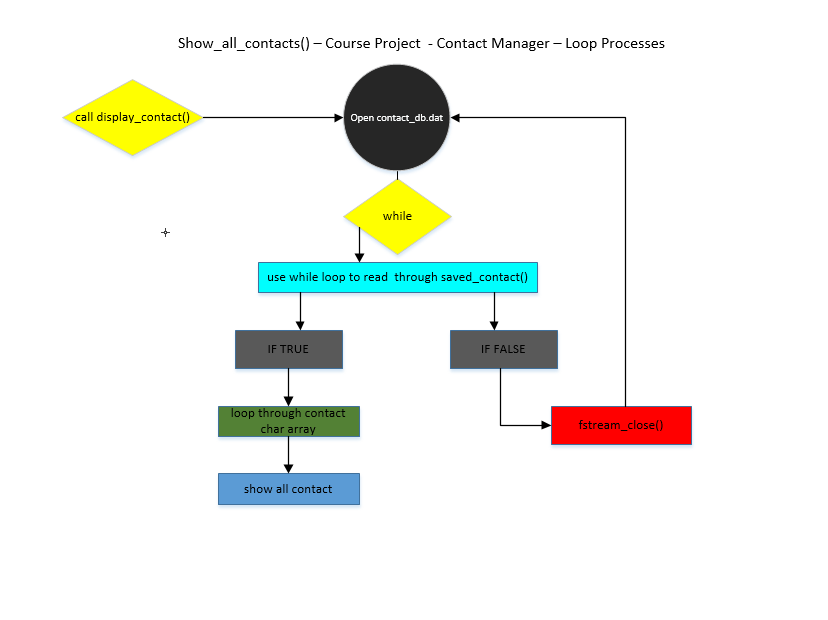 Show_all_contacts() – Course Project  - Contact Manager – Loop Processes
call display_contact()
Open contact_db.dat
while
use while loop to read  through saved_contact()
IF TRUE
IF FALSE
loop through contact
char array
fstream_close()
show all contact